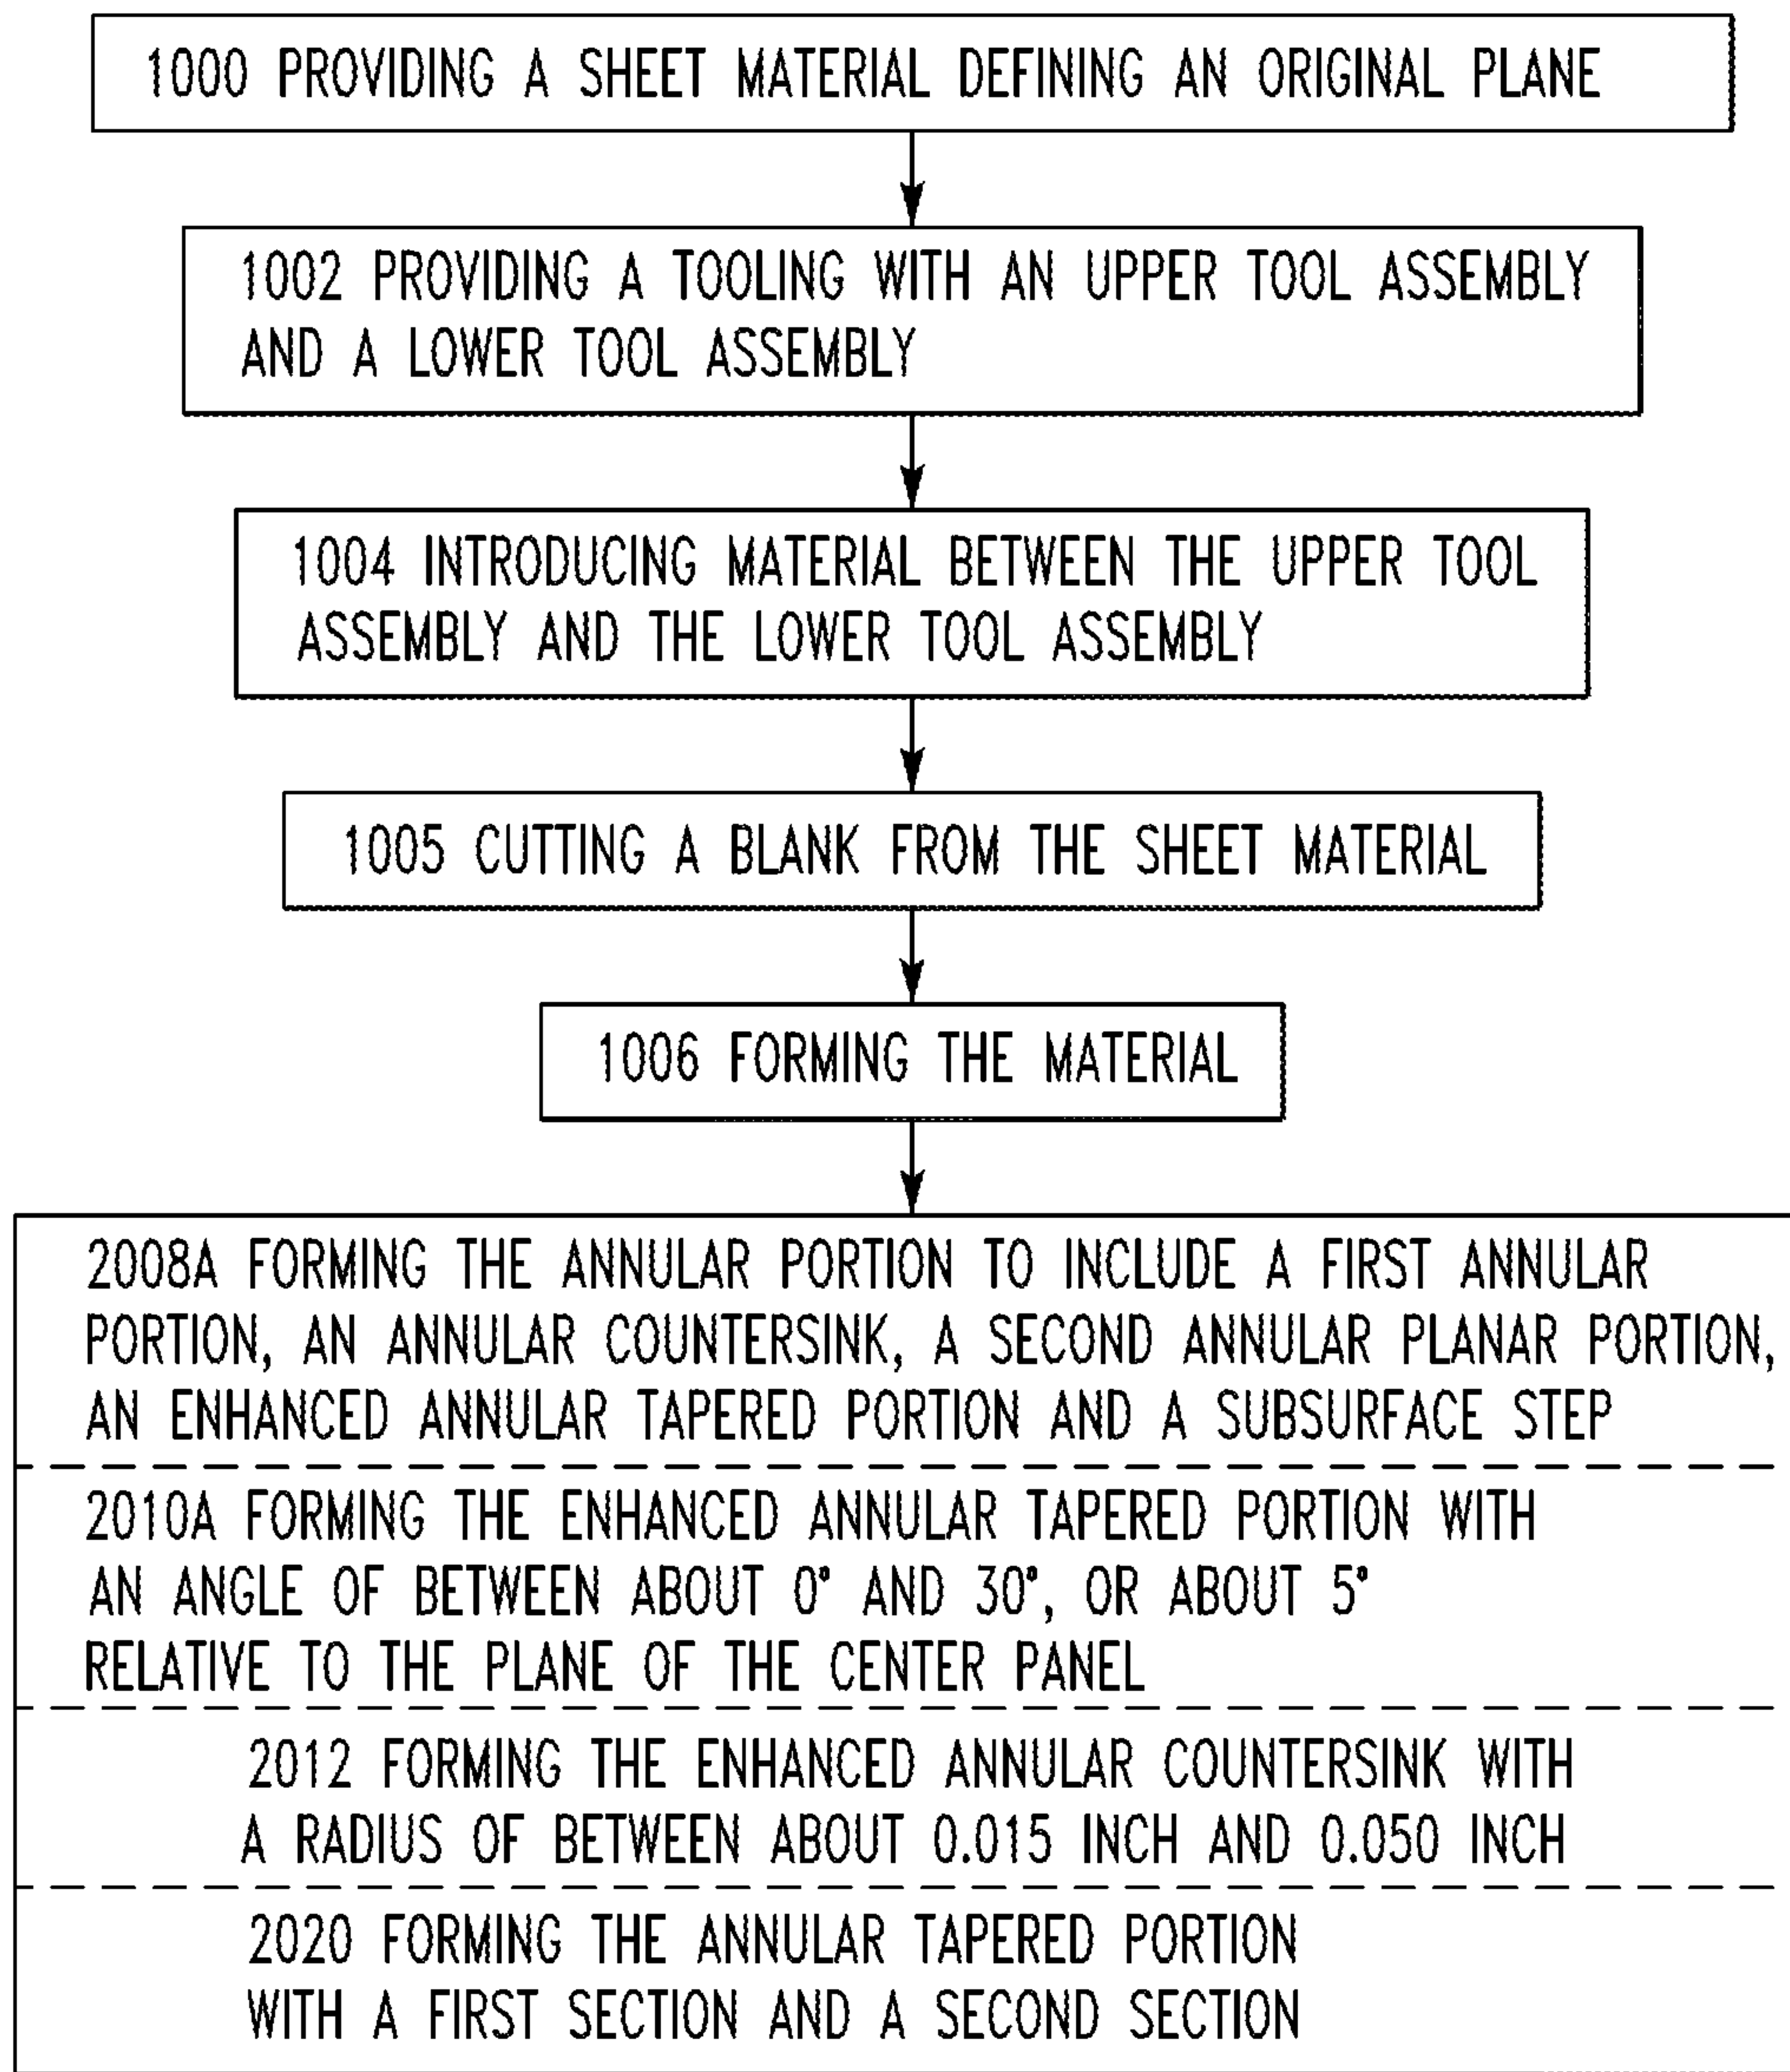 1000 PROVIDING A SHEET MATERIAL DEFINING AN ORIGINAL PLANE
1002 PROVIDING A TOOLING WITH AN UPPER TOOL ASSEMBLY
AND A LOWER TOOL ASSEMBLY
1004 INTRODUCING MATERIAL BETWEEN THE UPPER TOOL
ASSEMBLY AND THE LOWER TOOL ASSEMBLY
1005 CUTTING A BLANK FROM THE SHEET MATERIAL
1006 FORMING THE MATERIAL
2008A FORMING THE ANNULAR PORTION TO INCLUDE A FIRST ANNULAR
PORTION, AN ANNULAR COUNTERSINK, A SECOND ANNULAR PLANAR PORTION,
AN ENHANCED ANNULAR TAPERED PORTION AND A SUBSURFACE STEP
2010A FORMING THE ENHANCED ANNULAR TAPERED PORTION WITH
AN ANGLE OF BETWEEN ABOUT 0° AND 30°, OR ABOUT 5°
RELATIVE TO THE PLANE OF THE CENTER PANEL
2012 FORMING THE ENHANCED ANNULAR COUNTERSINK WITH
A RADIUS OF BETWEEN ABOUT 0.015 INCH AND 0.050 INCH
2020 FORMING THE ANNULAR TAPERED PORTION
WITH A FIRST SECTION AND A SECOND SECTION